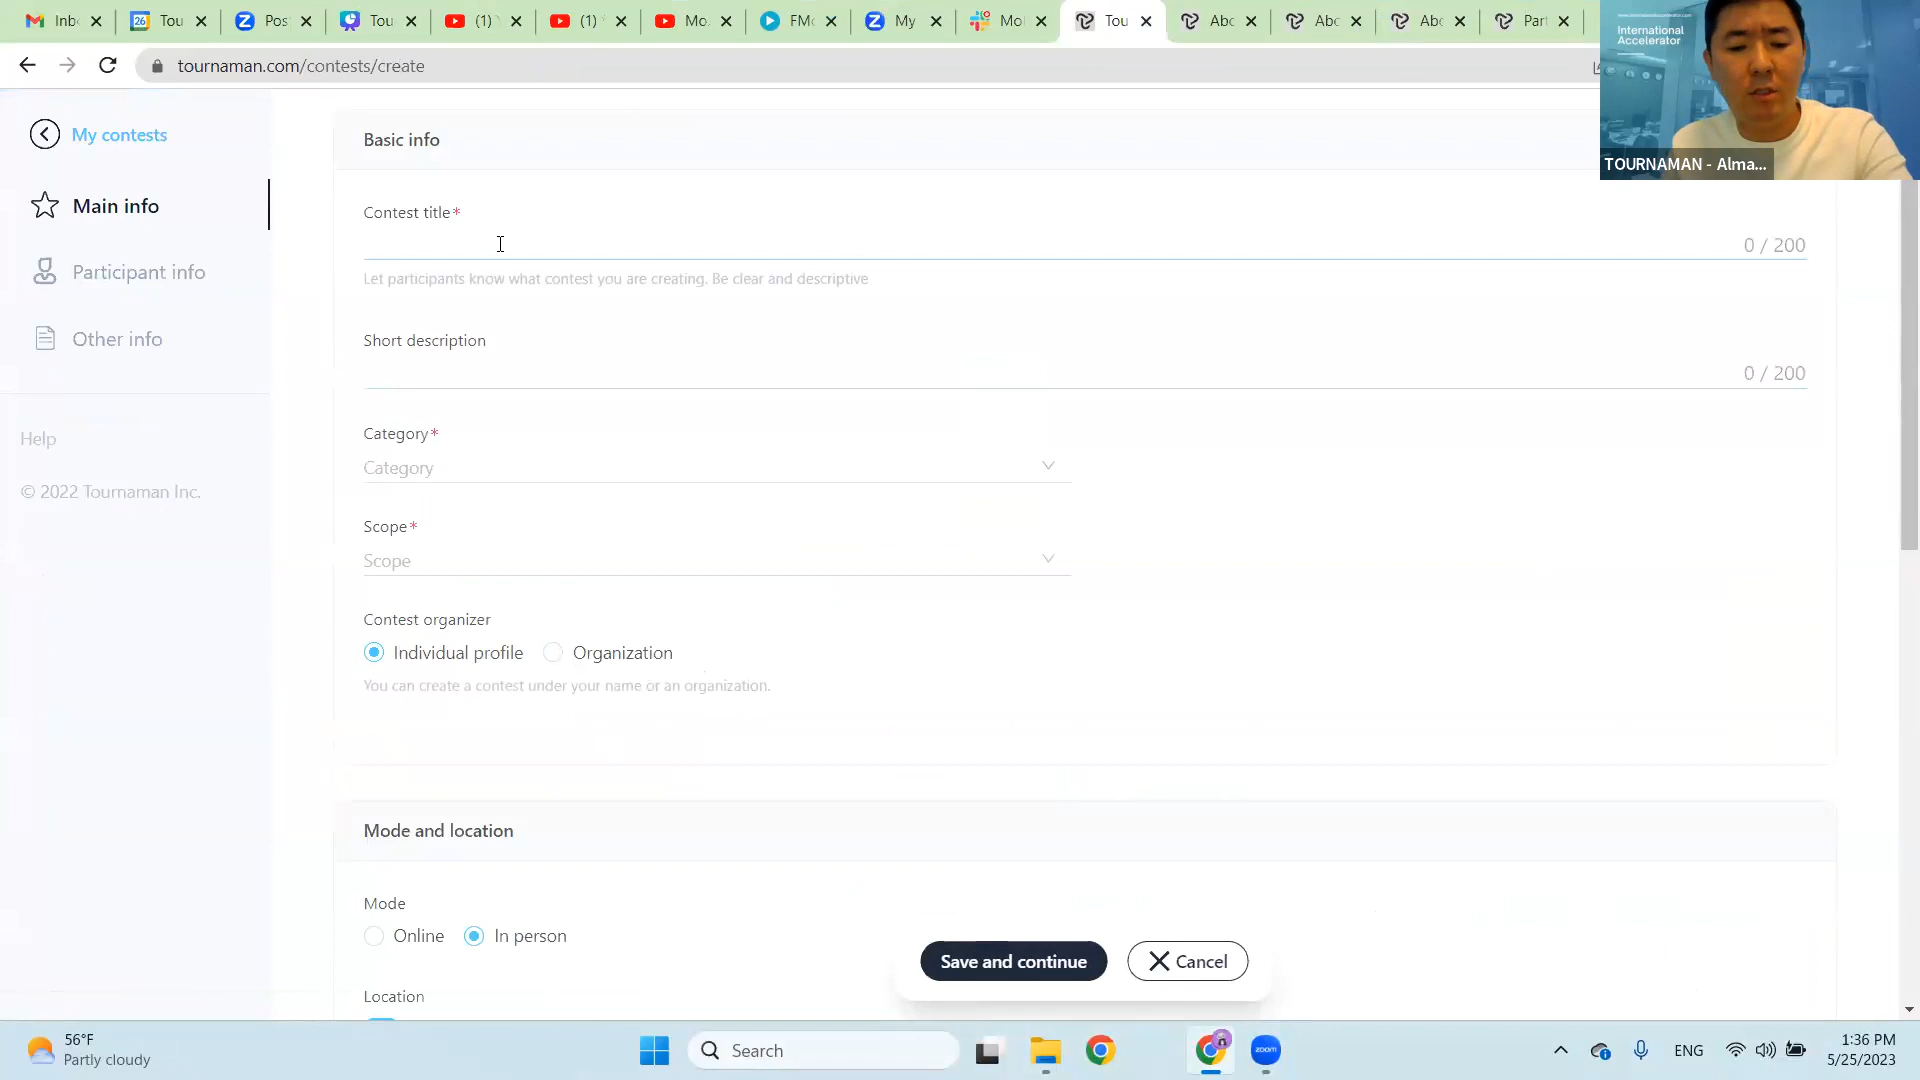 Inb
26 Tou
Pos
Tou
(1)
(1)
Mo
FM
My
Mo
Tou
Abc
Abc
Abc
Part
tournaman.com/contests/create
International
Accelerator
TOURNAMAN - Alma...
My contests
Main info
Participant info
Other info
Help
© 2022 Tournaman Inc.
Basic info
Contest title*
0 / 200
Let participants know what contest you are creating. Be clear and descriptive
Short description
0 / 200
Category*
Category
Scope*
Scope
Contest organizer
Individual profile
Organization
You can create a contest under your name or an organization.
Mode and location
Mode
Online
In person
Location
Save and continue
Cancel
56°F
Partly cloudy
Search
zoom
ENG
1:36 PM
5/25/2023